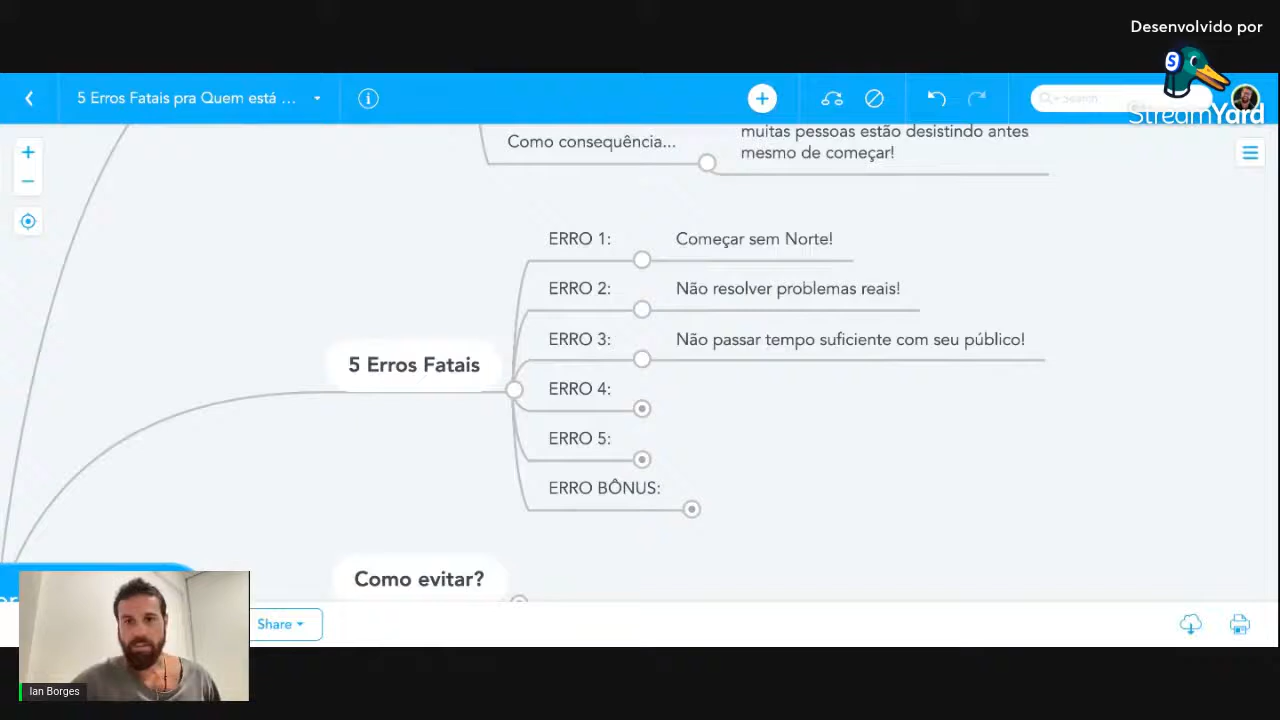 Desenvolvido por
StreamYard
5 Erros Fatais pra Quem está ...
Search
Como consequência...
muitas pessoas estão desistindo antes
mesmo de começar!
ERRO 1:
Começar sem Norte!
ERRO 2:
Não resolver problemas reais!
ERRO 3:
Não passar tempo suficiente com seu público!
5 Erros Fatais
ERRO 4:
ERRO 5:
ERRO BÔNUS:
Como evitar?
Share
Ian Borges